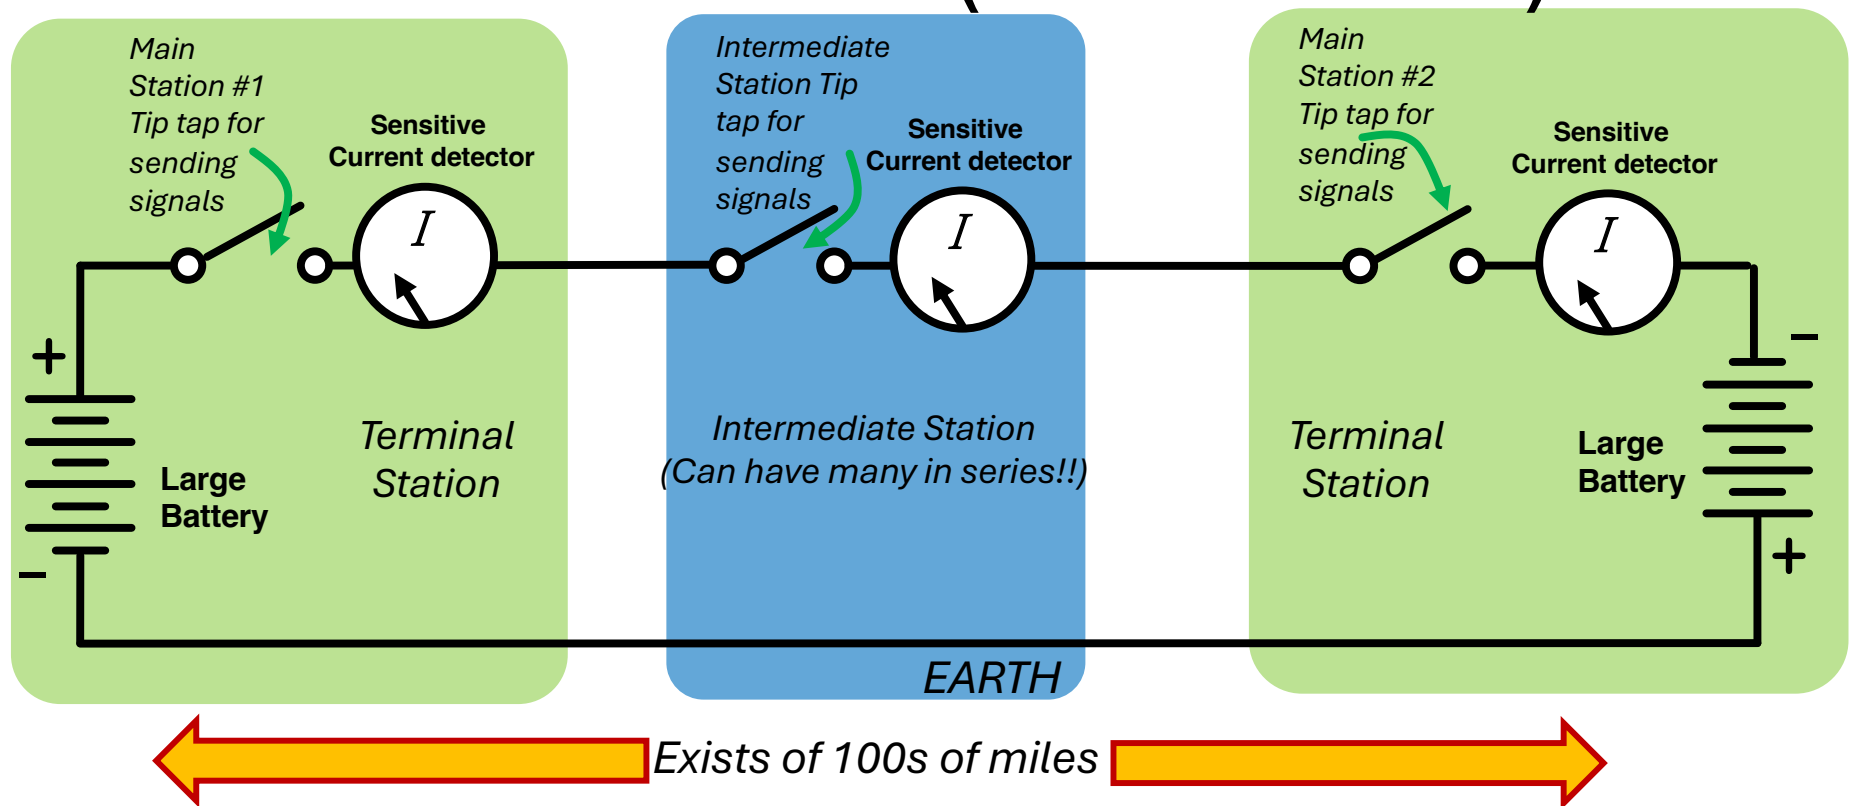 Main
Station #1
Tip tap for
sending
signals
Sensitive
Current detector
I
Intermediate
Station Tip
tap for
sending
signals
Sensitive
Current detector
I
Main
Station #2
Tip tap for
sending
signals
Sensitive
Current detector
I
+
−
Large
Battery
Terminal
Station
Intermediate Station
(Can have many in series!!)
Terminal
Station
Large
Battery
−
+
EARTH
Exists of 100s of miles